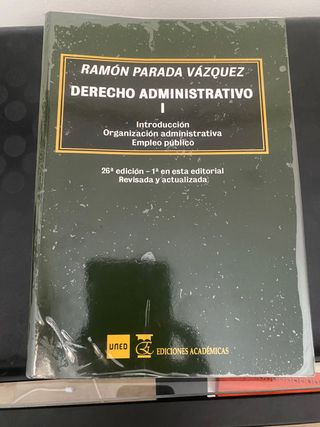 RAMÓN PARADA VÁZQUEZ
DERECHO ADMINISTRATIVO
I
Introducción
Organización administrativa
Empleo público
26ª edición – 1ª en esta editorial
Revisada y actualizada
UNED
EDICIONES ACADÉMICAS